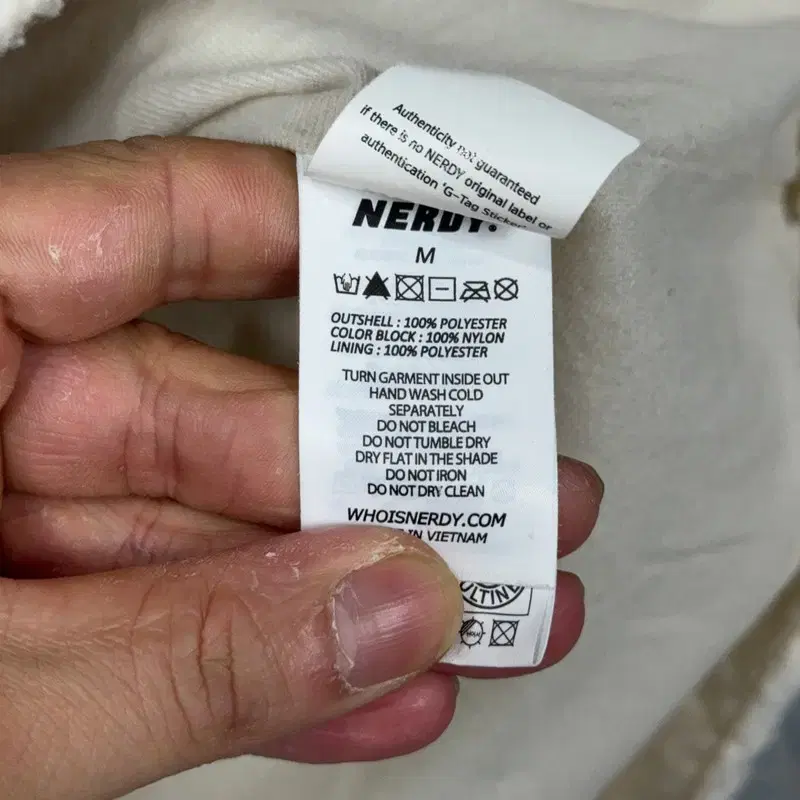 Authenticity not guaranteed
if there is no NERDY original label or
authentication 'G-Tag Sticker'
NERDY.
M
OUTSHELL : 100% POLYESTER
COLOR BLOCK : 100% NYLON
LINING : 100% POLYESTER
TURN GARMENT INSIDE OUT
HAND WASH COLD
SEPARATELY
DO NOT BLEACH
DO NOT TUMBLE DRY
DRY FLAT IN THE SHADE
DO NOT IRON
DO NOT DRY CLEAN
WHOISNERDY.COM
IN VIETNAM